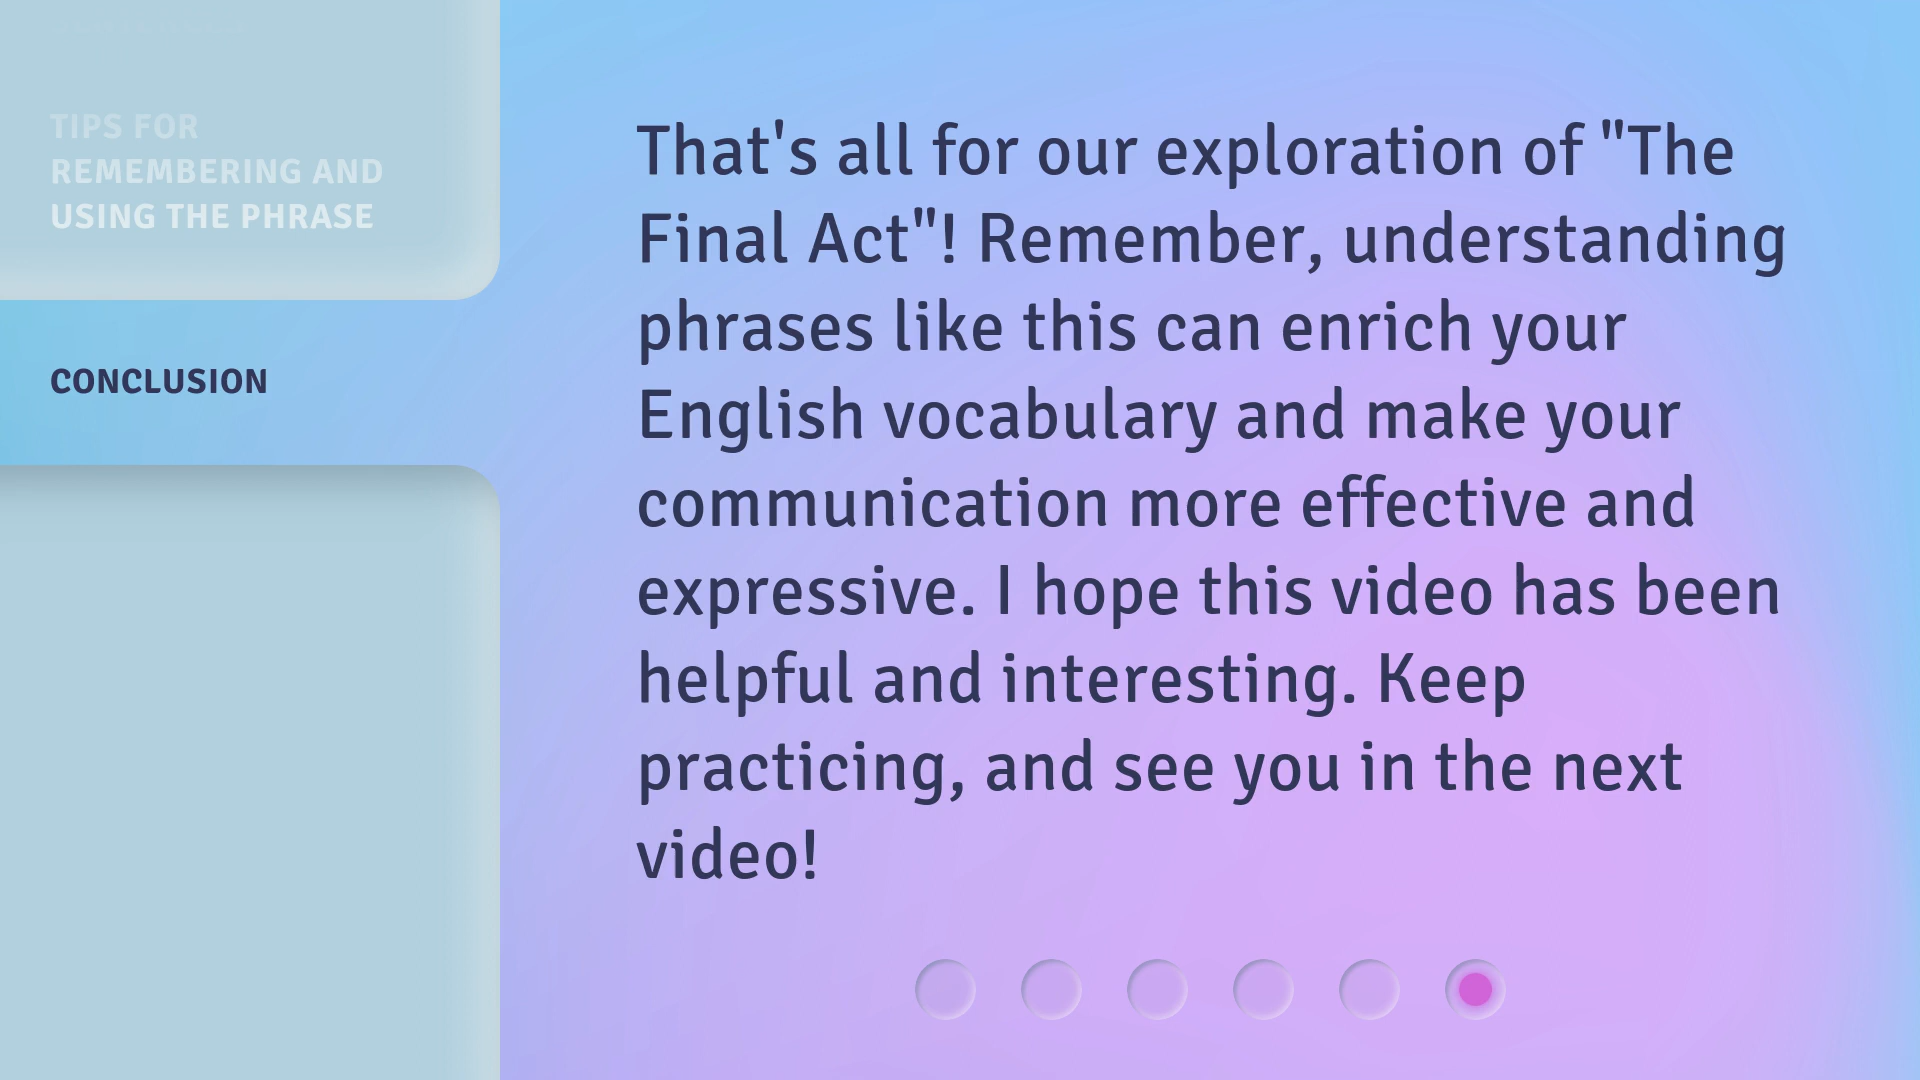 TIPS FOR
REMEMBERING AND
USING THE PHRASE
CONCLUSION
That's all for our exploration of "The
Final Act"! Remember, understanding
phrases like this can enrich your
English vocabulary and make your
communication more effective and
expressive. I hope this video has been
helpful and interesting. Keep
practicing, and see you in the next
video!